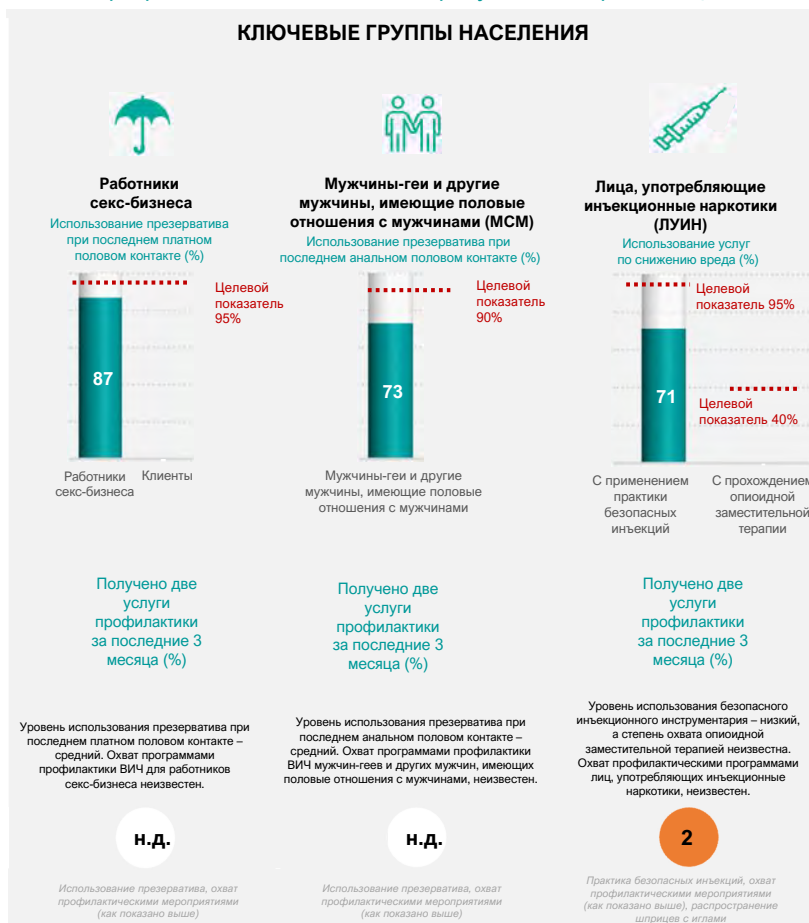 КЛЮЧЕВЫЕ ГРУППЫ НАСЕЛЕНИЯ
Работники
секс-бизнеса
Использование презерватива
при последнем платном
половом контакте (%)
Целевой
показатель
95%
87
Работники
секс-бизнеса
Клиенты
Мужчины-геи и другие
мужчины, имеющие половые
отношения с мужчинами (МСМ)
Использование презерватива при
последнем анальном половом контакте (%)
Целевой
показатель
90%
73
Мужчины-геи и другие
мужчины, имеющие половые
отношения с мужчинами
Лица, употребляющие
инъекционные наркотики
(ЛУИН)
Использование услуг
по снижению вреда (%)
Целевой
показатель 95%
71
Целевой
показатель 40%
С применением
практики
безопасных
инъекций
С прохождением
опиоидной
заместительной
терапии
Получено две
услуги
профилактики
за последние 3
месяца (%)
Получено две
услуги
профилактики
за последние 3
месяца (%)
Получено две
услуги
профилактики
за последние 3
месяца (%)
Уровень использования презерватива при
последнем платном половом контакте –
средний. Охват программами
профилактики ВИЧ для работников
секс-бизнеса неизвестен.
Уровень использования презерватива при
последнем анальном половом контакте –
средний. Охват программами профилактики
ВИЧ мужчин-геев и других мужчин, имеющих
половые отношения с мужчинами, неизвестен.
Уровень использования безопасного
инъекционного инструментария – низкий,
а степень охвата опиоидной
заместительной терапией неизвестна.
Охват профилактическими программами
лиц, употребляющих инъекционные
наркотики, неизвестен.
н.д.
н.д.
2
Использование презерватива, охват
профилактическими мероприятиями
(как показано выше)
Использование презерватива, охват
профилактическими мероприятиями
(как показано выше)
Практика безопасных инъекций, охват
профилактическими мероприятиями
(как показано выше), распространение
шприцев с иглами